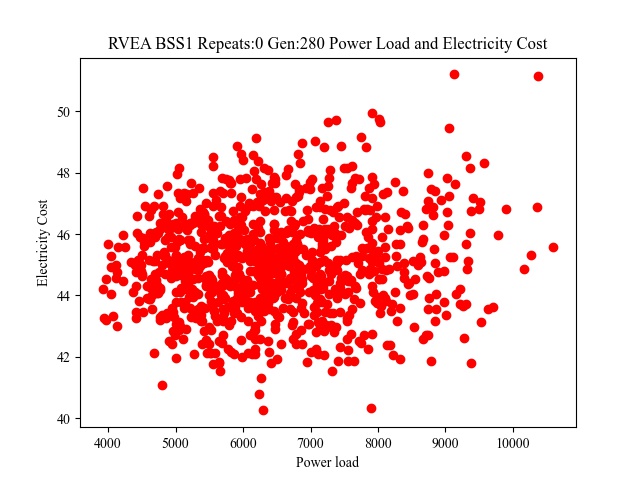 RVEA BSS1 Repeats:0 Gen:280 Power Load and Electricity Cost
50
48
46
44
42
40
Electricity Cost
4000 5000 6000 7000 8000 9000 10000
Power load